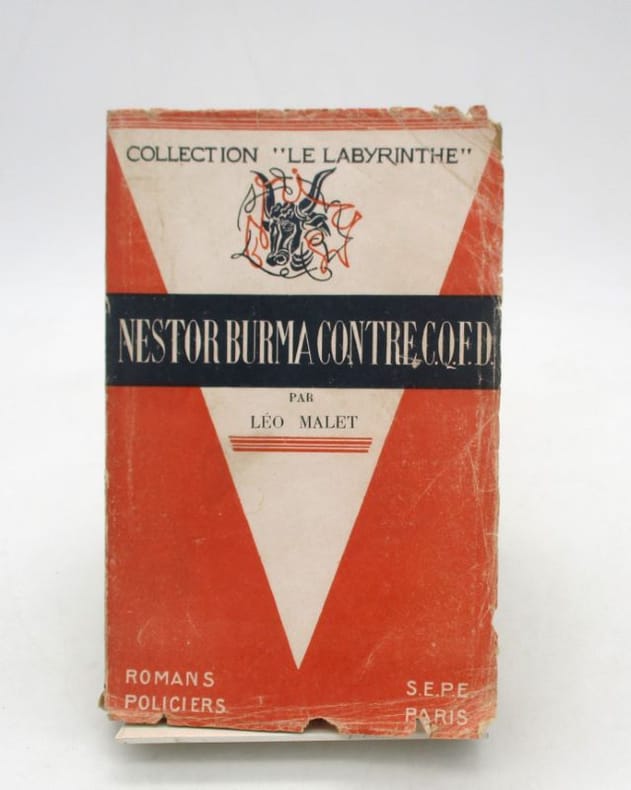 COLLECTION "LE LABYRINTHE"
NESTOR BURMA CONTRE C.Q.F.D.
PAR
LÉO MALET
ROMANS
POLICIERS
S.E.P.E.
PARIS